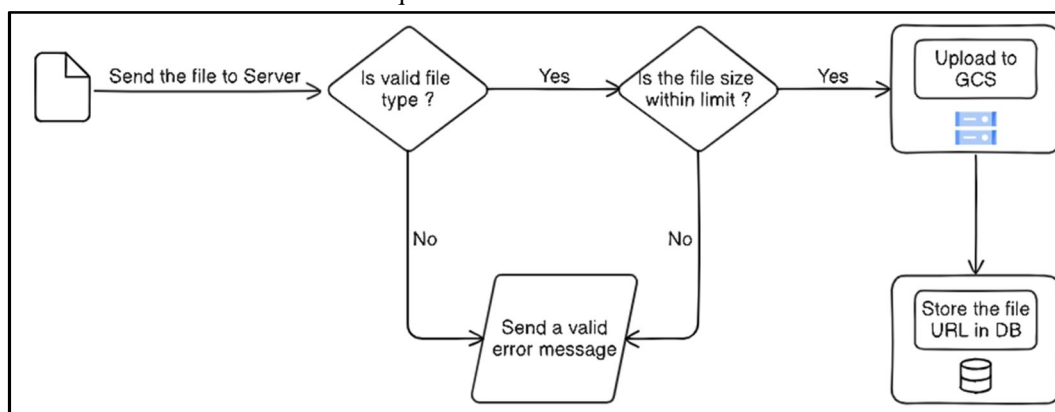 Send the file to Server
Is valid file
type ?
Yes
Is the file size
within limit ?
Yes
Upload to
GCS
No
No
Send a valid
error message
Store the file
URL in DB